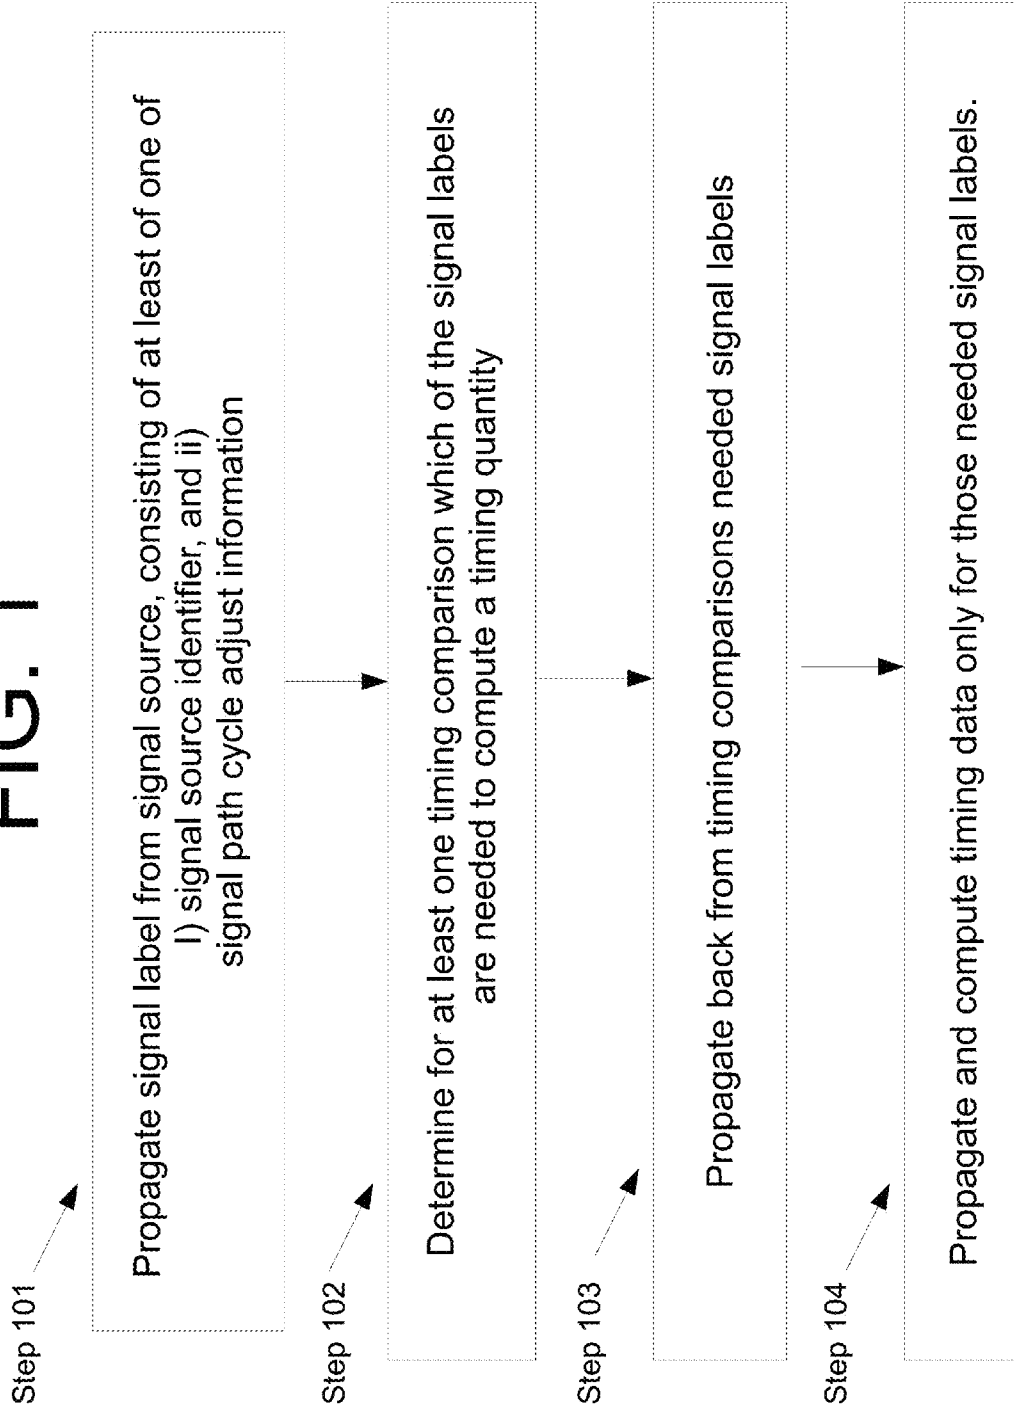 FIG. 1
Step 101
Propagate signal label from signal source, consisting of at least of one of
I) signal source identifier, and ii)
signal path cycle adjust information
Step 102
Determine for at least one timing comparison which of the signal labels
are needed to compute a timing quantity
Step 103
Propagate back from timing comparisons needed signal labels
Step 104
Propagate and compute timing data only for those needed signal labels.